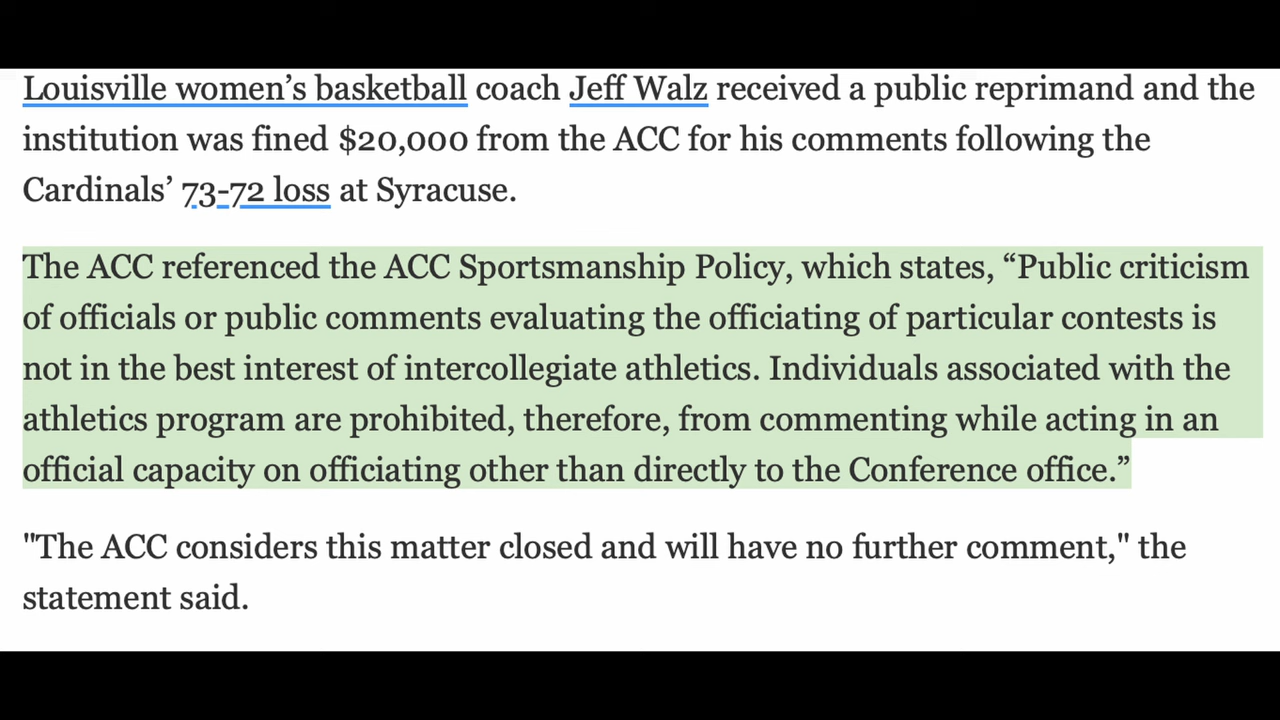 Louisville women’s basketball coach Jeff Walz received a public reprimand and the
institution was fined $20,000 from the ACC for his comments following the
Cardinals’ 73-72 loss at Syracuse.
The ACC referenced the ACC Sportsmanship Policy, which states, “Public criticism
of officials or public comments evaluating the officiating of particular contests is
not in the best interest of intercollegiate athletics. Individuals associated with the
athletics program are prohibited, therefore, from commenting while acting in an
official capacity on officiating other than directly to the Conference office.”
"The ACC considers this matter closed and will have no further comment," the
statement said.